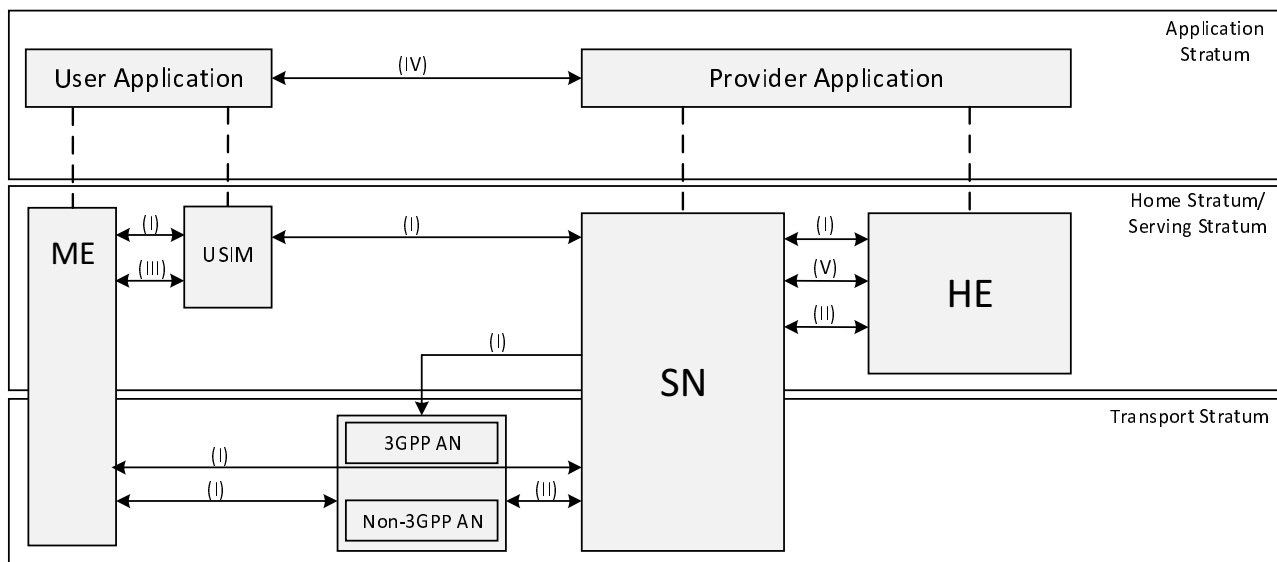 Application
Stratum
User Application
(IV)
Provider Application
Home Stratum/
Serving Stratum
ME
(I)
(III)
USIM
(I)
SN
(I)
(V)
(II)
HE
(I)
Transport Stratum
3GPP AN
(I)
(I)
(II)
Non-3GPP AN